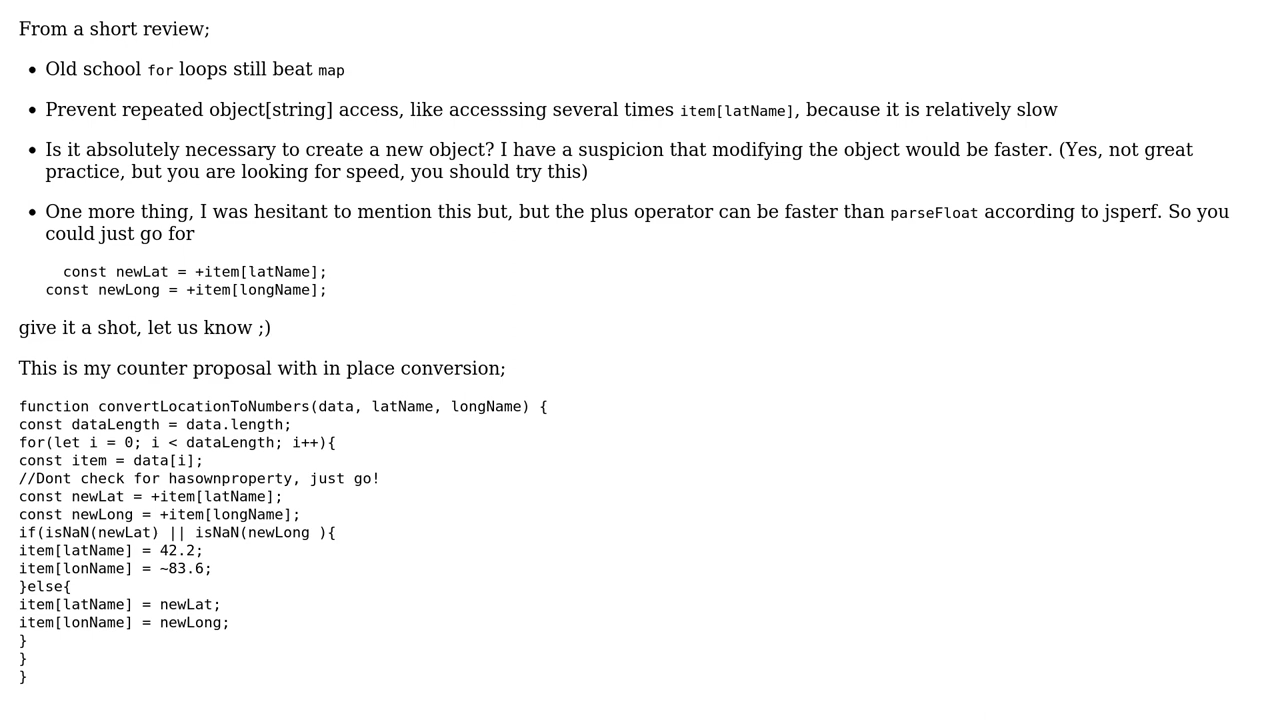 From a short review;
Old school for loops still beat map
Prevent repeated object[string] access, like accesssing several times item[latName], because it is relatively slow
Is it absolutely necessary to create a new object? I have a suspicion that modifying the object would be faster. (Yes, not great
practice, but you are looking for speed, you should try this)
One more thing, I was hesitant to mention this but, but the plus operator can be faster than parseFloat according to jsperf. So you
could just go for
const newLat = +item[latName];
const newLong = +item[longName];
give it a shot, let us know ;)
This is my counter proposal with in place conversion;
function convertLocationToNumbers(data, latName, longName) {
const dataLength = data.length;
for(let i = 0; i < dataLength; i++){
const item = data[i];
//Dont check for hasownproperty, just go!
const newLat = +item[latName];
const newLong = +item[longName];
if(isNaN(newLat) || isNaN(newLong ){
item[latName] = 42.2;
item[lonName] = ~83.6;
}else{
item[latName] = newLat;
item[lonName] = newLong;
}
}
}